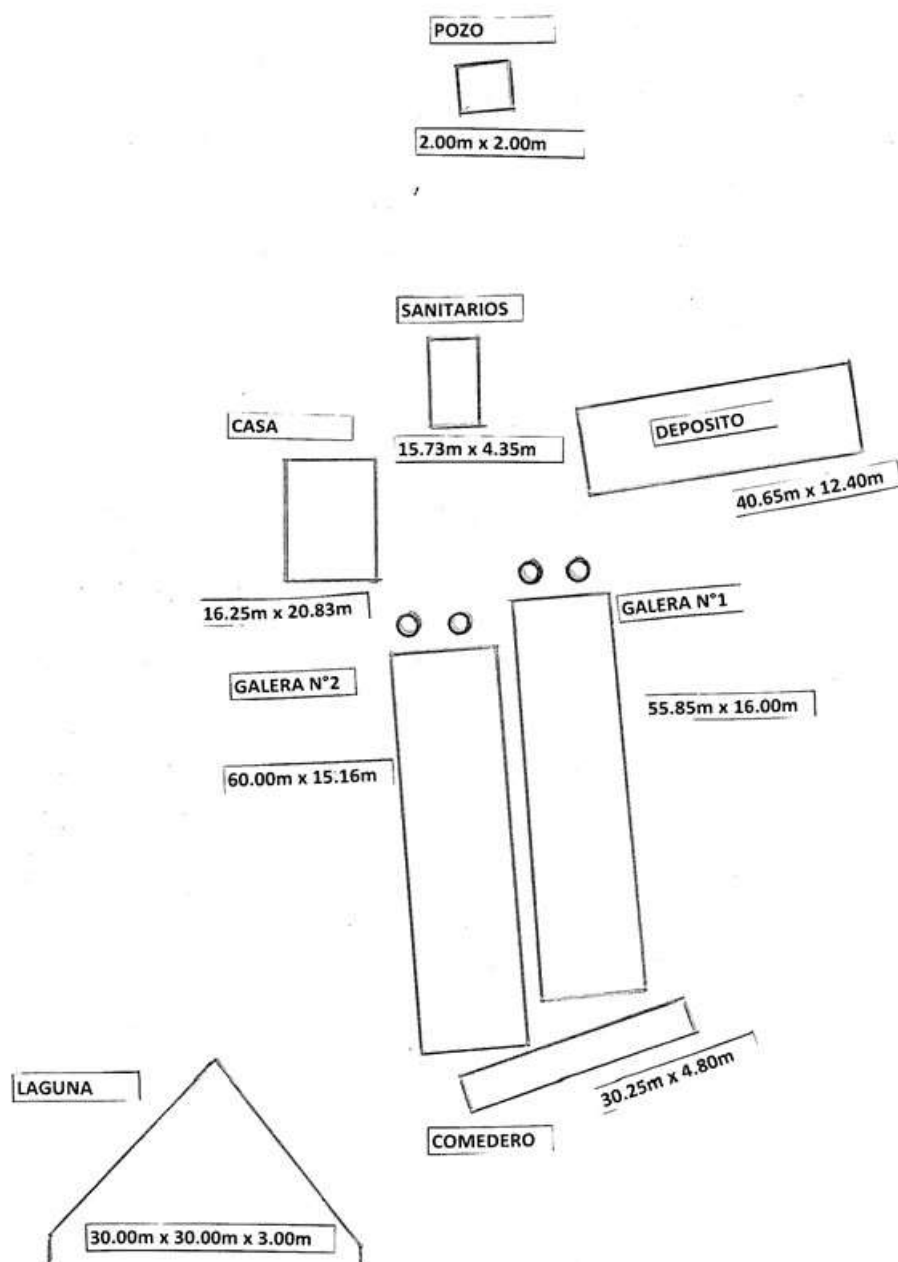 POZO
2.00m x 2.00m
SANITARIOS
15.73m x 4.35m
CASA
16.25m x 20.83m
DEPOSITO
40.65m x 12.40m
GALERA N°1
55.85m x 16.00m
GALERA N°2
60.00m x 15.16m
30.25m x 4.80m
COMEDERO
LAGUNA
30.00m x 30.00m x 3.00m